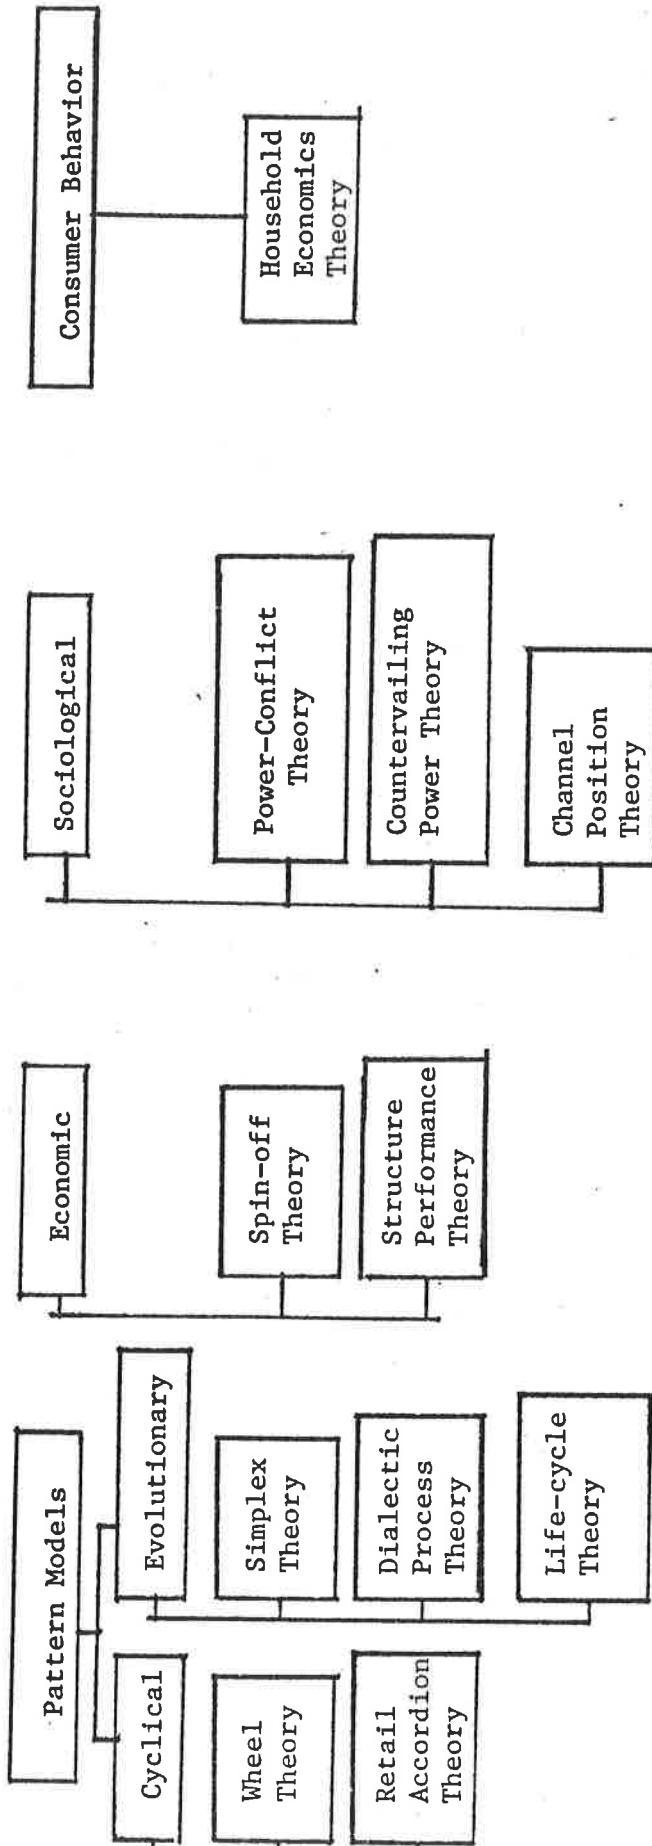 Pattern Models
Cyclical
Wheel
Theory
Retail
Accordion
Theory
Evolutionary
Simplex
Theory
Dialectic
Process
Theory
Life-cycle
Theory
Economic
Spin-off
Theory
Structure
Performance
Theory
Sociological
Power-Conflict
Theory
Countervailing
Power Theory
Channel
Position
Theory
Consumer Behavior
Household
Economics
Theory